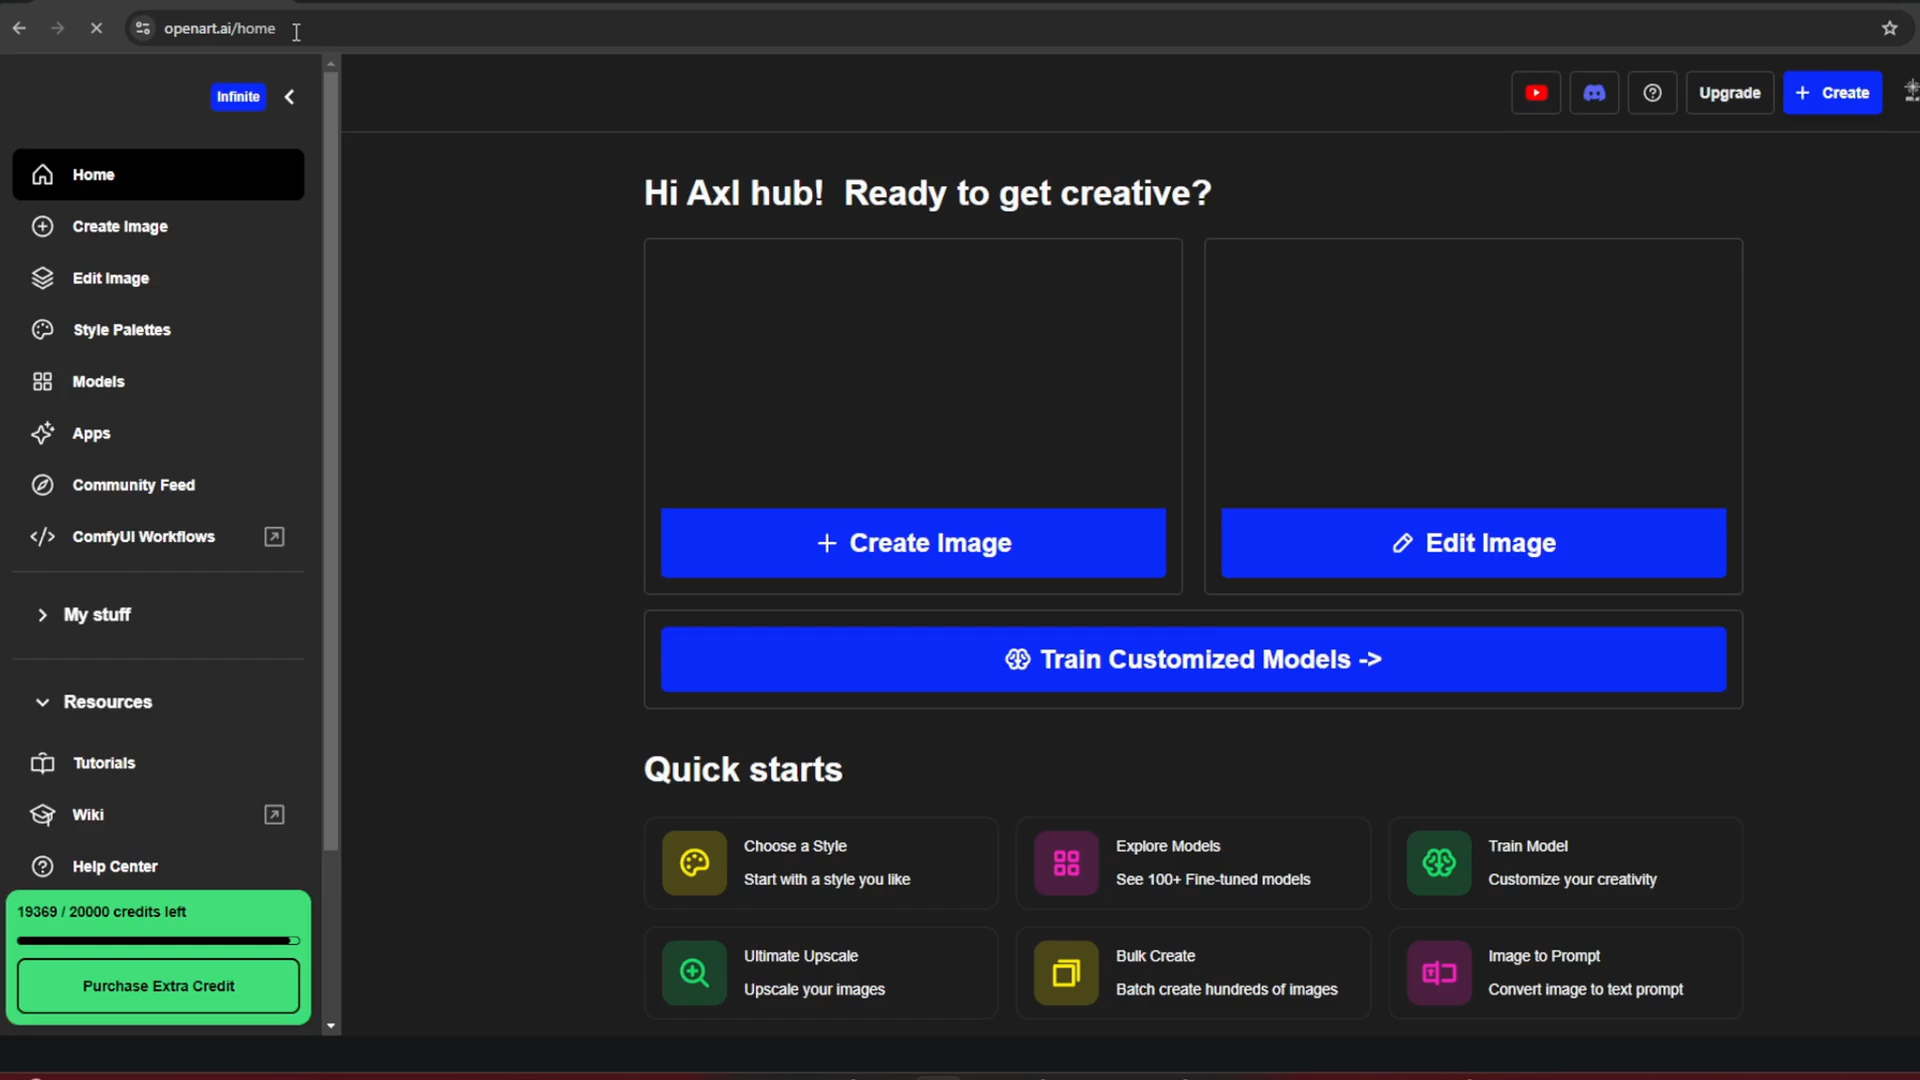 openart.ai/home
Infinite
Upgrade
+ Create
Home
Create Image
Edit Image
Style Palettes
Models
Apps
Community Feed
ComfyUI Workflows
My stuff
Resources
Tutorials
Wiki
Help Center
19369 / 20000 credits left
Purchase Extra Credit
Hi Axl hub! Ready to get creative?
+ Create Image
Edit Image
Train Customized Models ->
Quick starts
Choose a Style
Start with a style you like
Explore Models
See 100+ Fine-tuned models
Train Model
Customize your creativity
Ultimate Upscale
Upscale your images
Bulk Create
Batch create hundreds of images
Image to Prompt
Convert image to text prompt